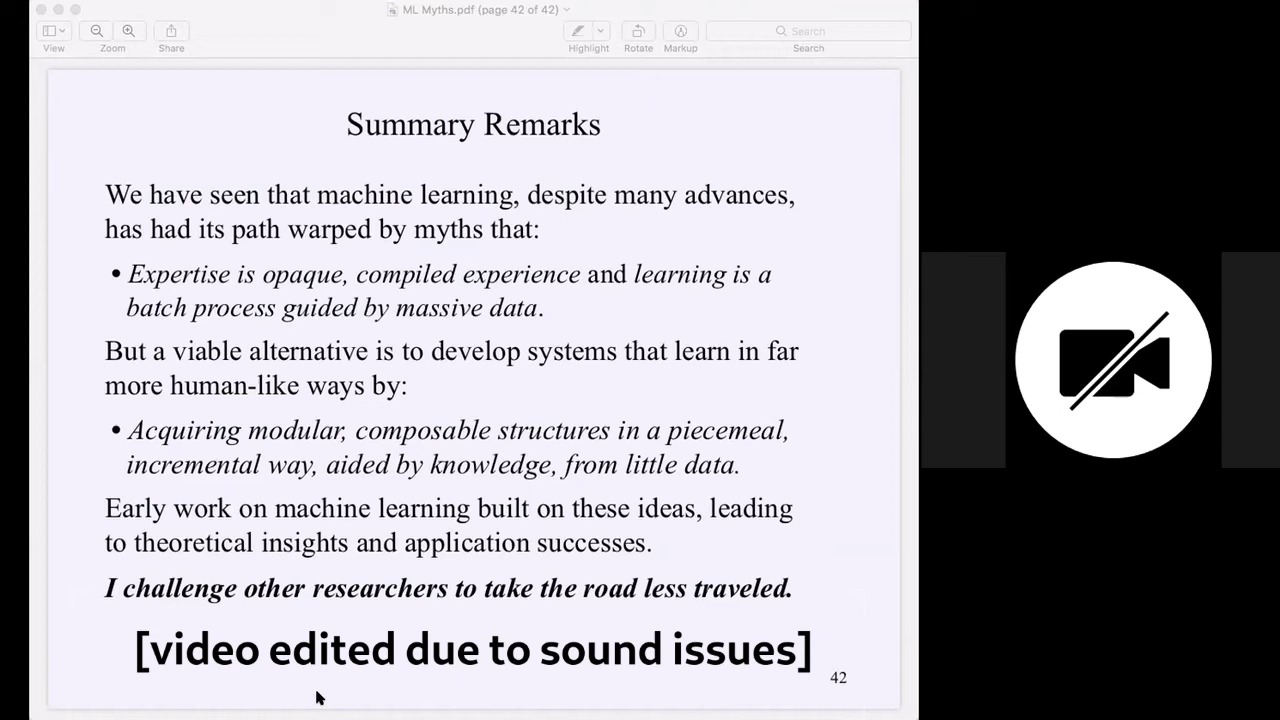 ML Myths.pdf (page 42 of 42)
View Zoom Share Highlight Rotate Markup Search
Search
Summary Remarks
We have seen that machine learning, despite many advances,
has had its path warped by myths that:
• Expertise is opaque, compiled experience and learning is a
batch process guided by massive data.
But a viable alternative is to develop systems that learn in far
more human-like ways by:
• Acquiring modular, composable structures in a piecemeal,
incremental way, aided by knowledge, from little data.
Early work on machine learning built on these ideas, leading
to theoretical insights and application successes.
I challenge other researchers to take the road less traveled.
[video edited due to sound issues]
42